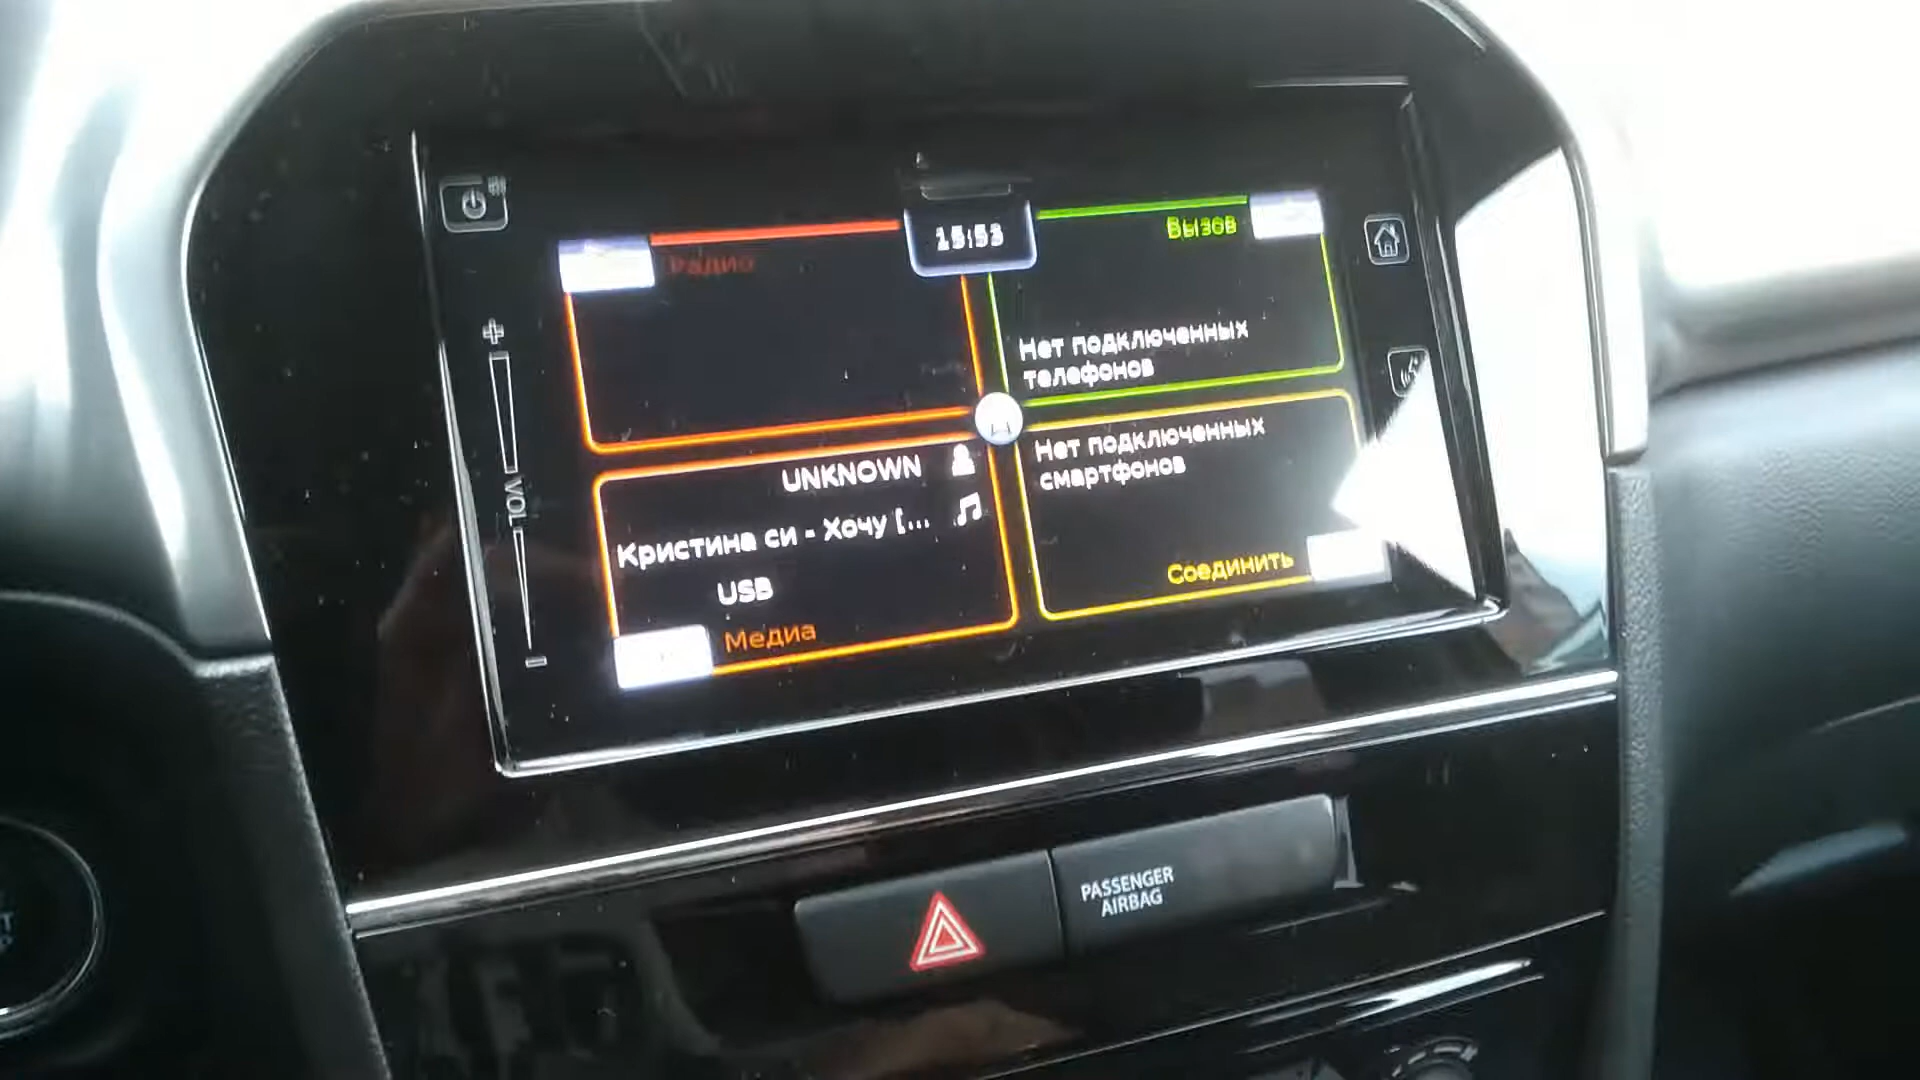 15:53
Радио
Вызов
Нет подключенных
телефонов
UNKNOWN
Кристина си - Хочу [...
USB
Медиа
Нет подключенных
смартфонов
Соединить
VOL
PASSENGER
AIRBAG